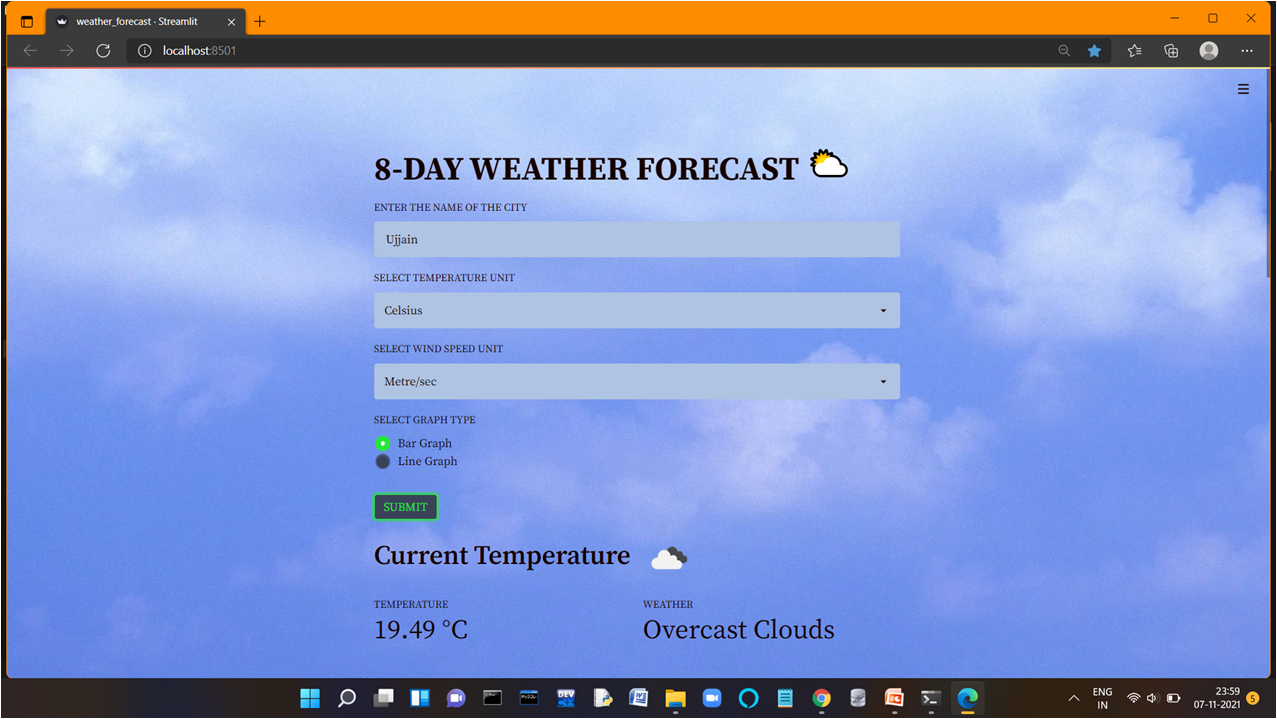 weather_forecast · Streamlit
localhost:8501
8-DAY WEATHER FORECAST
ENTER THE NAME OF THE CITY
Ujjain
SELECT TEMPERATURE UNIT
Celsius
SELECT WIND SPEED UNIT
Metre/sec
SELECT GRAPH TYPE
Bar Graph
Line Graph
SUBMIT
Current Temperature
TEMPERATURE
WEATHER
19.49 °C
Overcast Clouds
DEV
ENG
IN
23:59
07-11-2021
5